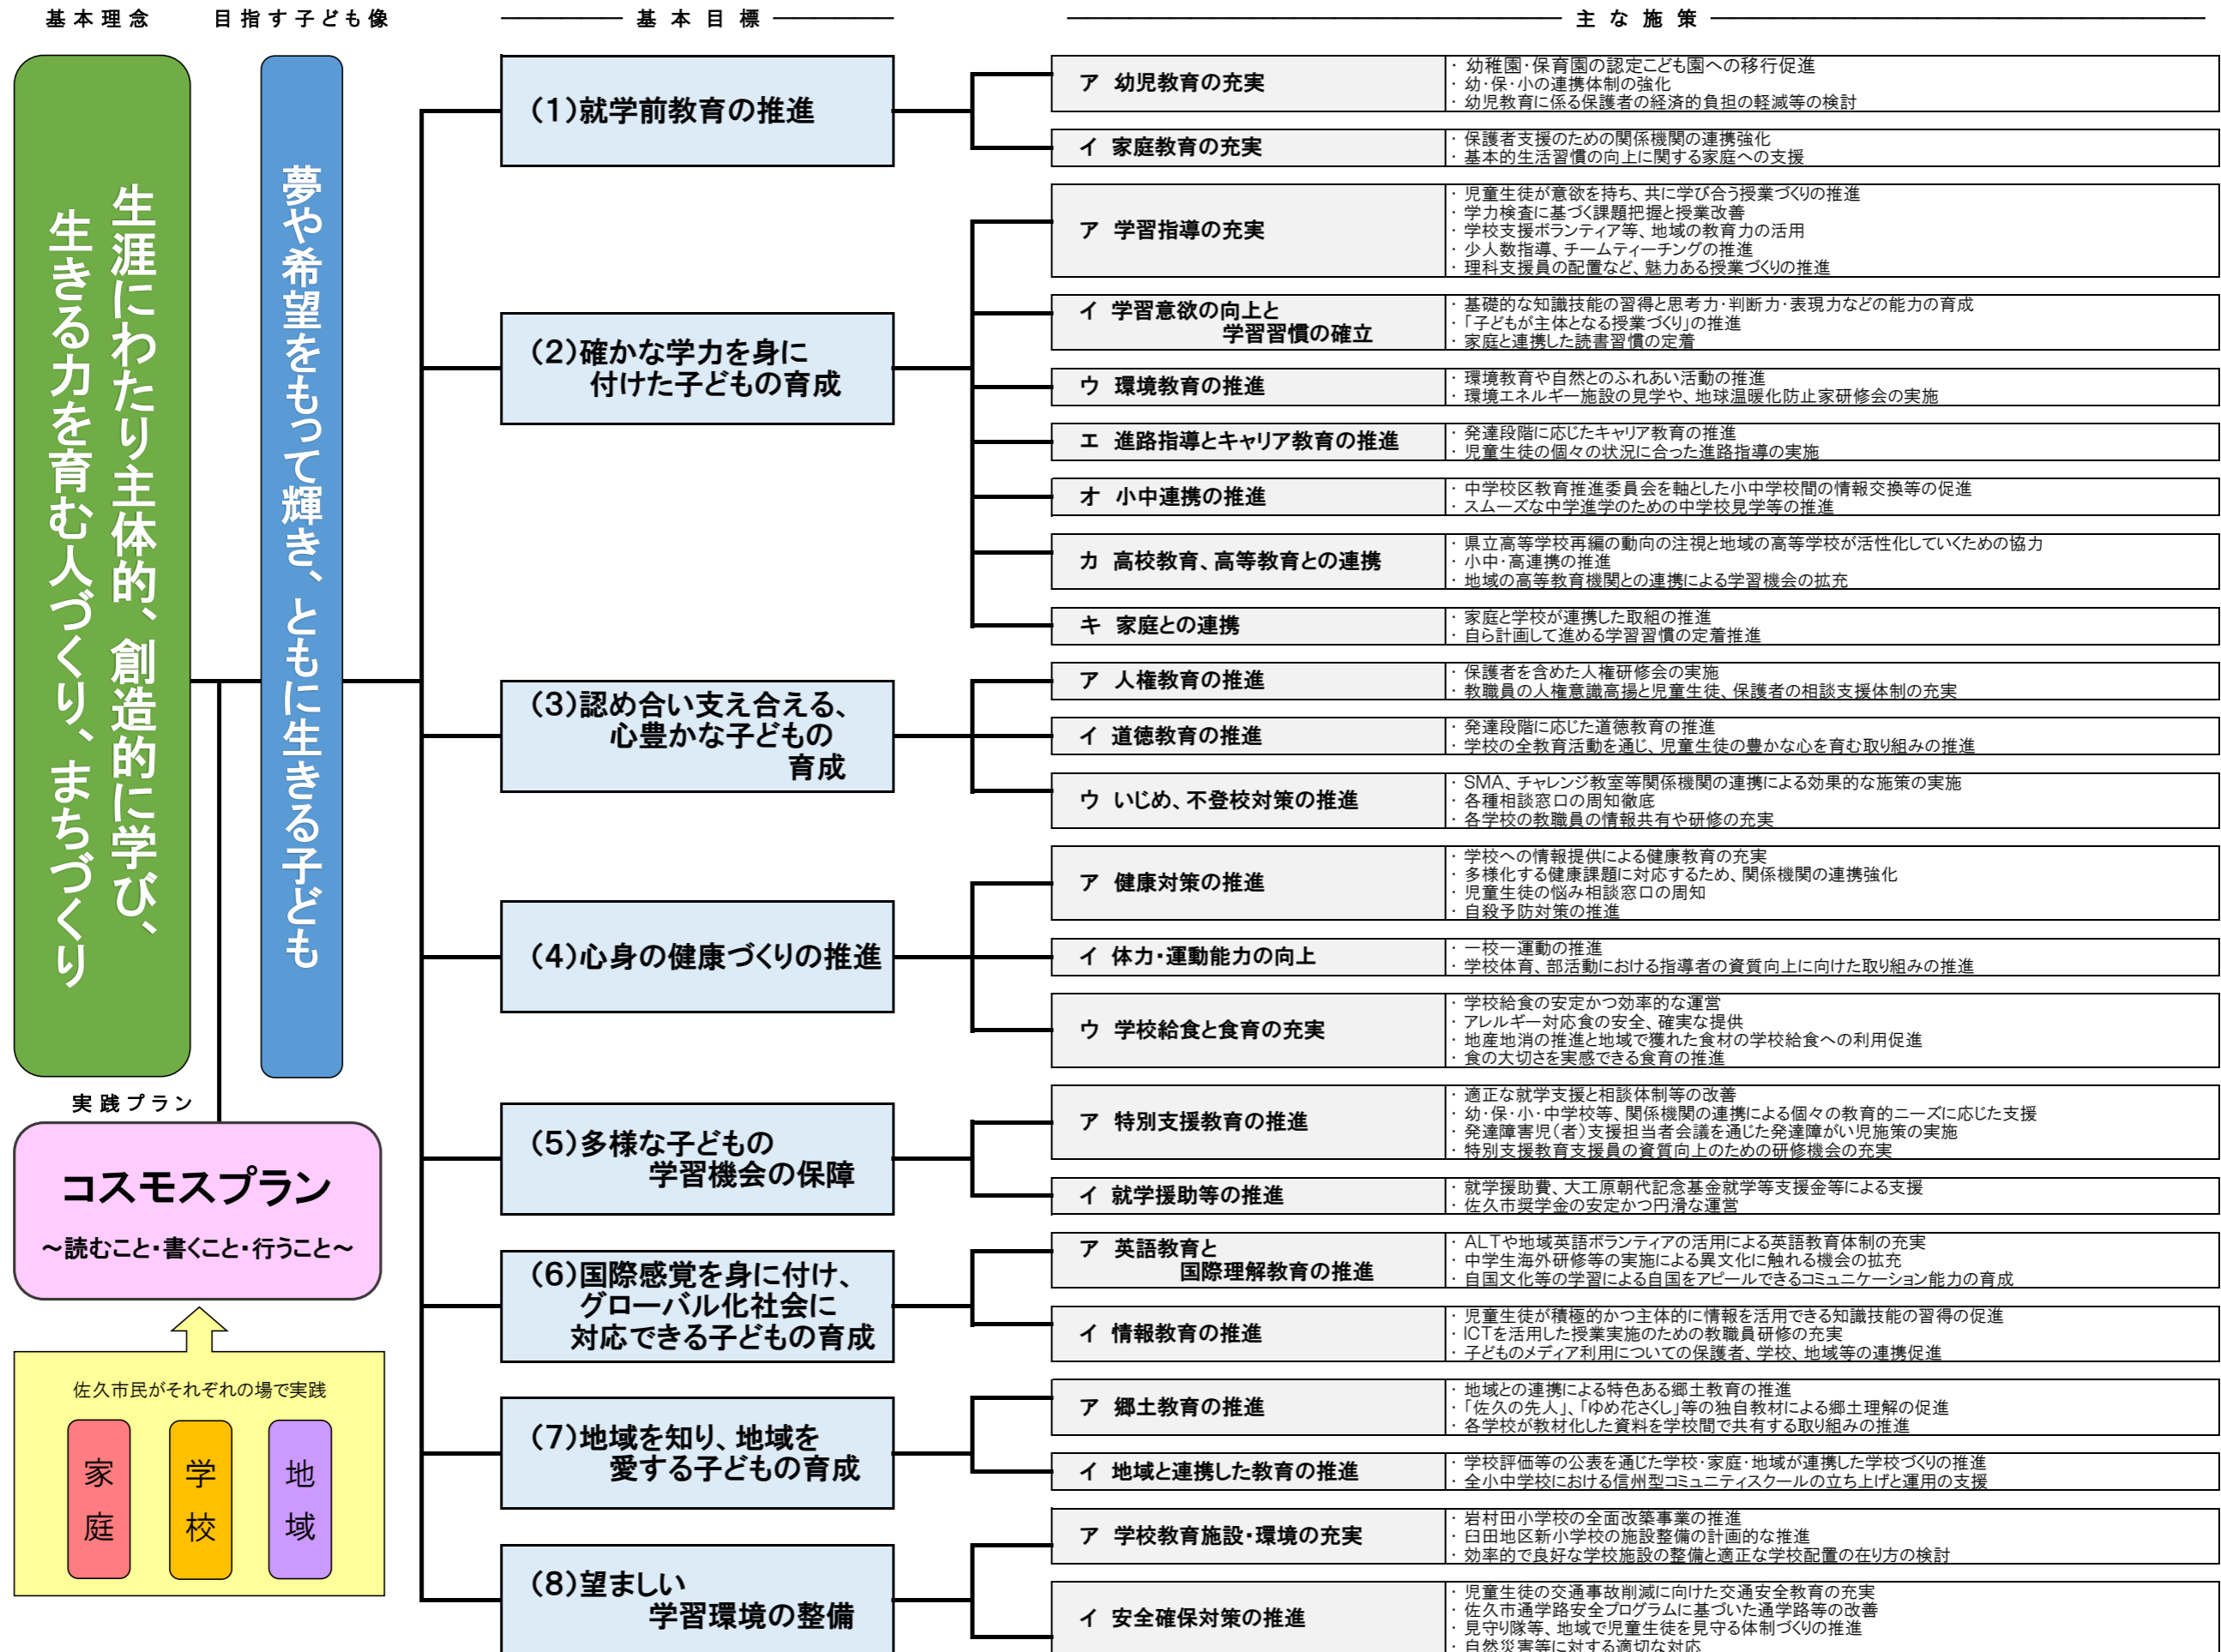 基本理念
目指す子ども像
基本目標
主な施策
生涯にわたり主体的、創造的に学び、
生きる力を育む人づくり、まちづくり
夢や希望をもって輝き、ともに生きる子ども
実践プラン
コスモスプラン
～読むこと・書くこと・行うこと～
佐久市民がそれぞれの場で実践
家庭
学校
地域
(1)就学前教育の推進
ア 幼児教育の充実
・ 幼稚園・保育園の認定こども園への移行促進
・ 幼・保・小の連携体制の強化
・ 幼児教育に係る保護者の経済的負担の軽減等の検討
イ 家庭教育の充実
・ 保護者支援のための関係機関の連携強化
・ 基本的生活習慣の向上に関する家庭への支援
(2)確かな学力を身に
付けた子どもの育成
ア 学習指導の充実
・ 児童生徒が意欲を持ち、共に学び合う授業づくりの推進
・ 学力検査に基づく課題把握と授業改善
・ 学校支援ボランティア等、地域の教育力の活用
・ 少人数指導、チームティーチングの推進
・ 理科支援員の配置など、魅力ある授業づくりの推進
イ 学習意欲の向上と
学習習慣の確立
・ 基礎的な知識技能の習得と思考力・判断力・表現力などの能力の育成
・ 「子どもが主体となる授業づくり」の推進
・ 家庭と連携した読書習慣の定着
ウ 環境教育の推進
・ 環境教育や自然とのふれあい活動の推進
・ 環境エネルギー施設の見学や、地球温暖化防止家研修会の実施
エ 進路指導とキャリア教育の推進
・ 発達段階に応じたキャリア教育の推進
・ 児童生徒の個々の状況に合った進路指導の実施
オ 小中連携の推進
・ 中学校区教育推進委員会を軸とした小中学校間の情報交換等の促進
・ スムーズな中学進学のための中学校見学等の推進
カ 高校教育、高等教育との連携
・ 県立高等学校再編の動向の注視と地域の高等学校が活性化していくための協力
・ 小中・高連携の推進
・ 地域の高等教育機関との連携による学習機会の拡充
キ 家庭との連携
・ 家庭と学校が連携した取組の推進
・ 自ら計画して進める学習習慣の定着推進
(3)認め合い支え合える、
心豊かな子どもの
育成
ア 人権教育の推進
・ 保護者を含めた人権研修会の実施
・ 教職員の人権意識高揚と児童生徒、保護者の相談支援体制の充実
イ 道徳教育の推進
・ 発達段階に応じた道徳教育の推進
・ 学校の全教育活動を通じ、児童生徒の豊かな心を育む取り組みの推進
ウ いじめ、不登校対策の推進
・ SMA、チャレンジ教室等関係機関の連携による効果的な施策の実施
・ 各種相談窓口の周知徹底
・ 各学校の教職員の情報共有や研修の充実
(4)心身の健康づくりの推進
ア 健康対策の推進
・ 学校への情報提供による健康教育の充実
・ 多様化する健康課題に対応するため、関係機関の連携強化
・ 児童生徒の悩み相談窓口の周知
・ 自殺予防対策の推進
イ 体力・運動能力の向上
・ 一校一運動の推進
・ 学校体育、部活動における指導者の資質向上に向けた取り組みの推進
ウ 学校給食と食育の充実
・ 学校給食の安定かつ効率的な運営
・ アレルギー対応食の安全、確実な提供
・ 地産地消の推進と地域で獲れた食材の学校給食への利用促進
・ 食の大切さを実感できる食育の推進
(5)多様な子どもの
学習機会の保障
ア 特別支援教育の推進
・ 適正な就学支援と相談体制等の改善
・ 幼・保・小・中学校等、関係機関の連携による個々の教育的ニーズに応じた支援
・ 発達障害児(者)支援担当者会議を通じた発達障がい児施策の実施
・ 特別支援教育支援員の資質向上のための研修機会の充実
イ 就学援助等の推進
・ 就学援助費、大工原朝代記念基金就学等支援金等による支援
・ 佐久市奨学金の安定かつ円滑な運営
(6)国際感覚を身に付け、
グローバル化社会に
対応できる子どもの育成
ア 英語教育と
国際理解教育の推進
・ ALTや地域英語ボランティアの活用による英語教育体制の充実
・ 中学生海外研修等の実施による異文化に触れる機会の拡充
・ 自国文化等の学習による自国をアピールできるコミュニケーション能力の育成
イ 情報教育の推進
・ 児童生徒が積極的かつ主体的に情報を活用できる知識技能の習得の促進
・ ICTを活用した授業実施のための教職員研修の充実
・ 子どものメディア利用についての保護者、学校、地域等の連携促進
(7)地域を知り、地域を
愛する子どもの育成
ア 郷土教育の推進
・ 地域との連携による特色ある郷土教育の推進
・ 「佐久の先人」、「ゆめ花さくし」等の独自教材による郷土理解の促進
・ 各学校が教材化した資料を学校間で共有する取り組みの推進
イ 地域と連携した教育の推進
・ 学校評価等の公表を通じた学校・家庭・地域が連携した学校づくりの推進
・ 全小中学校における信州型コミュニティスクールの立ち上げと運用の支援
(8)望ましい
学習環境の整備
ア 学校教育施設・環境の充実
・ 岩村田小学校の全面改築事業の推進
・ 臼田地区新小学校の施設整備の計画的な推進
・ 効率的で良好な学校施設の整備と適正な学校配置の在り方の検討
イ 安全確保対策の推進
・ 児童生徒の交通事故削減に向けた交通安全教育の充実
・ 佐久市通学路安全プログラムに基づいた通学路等の改善
・ 見守り隊等、地域で児童生徒を見守る体制づくりの推進
・ 自然災害等に対する適切な対応